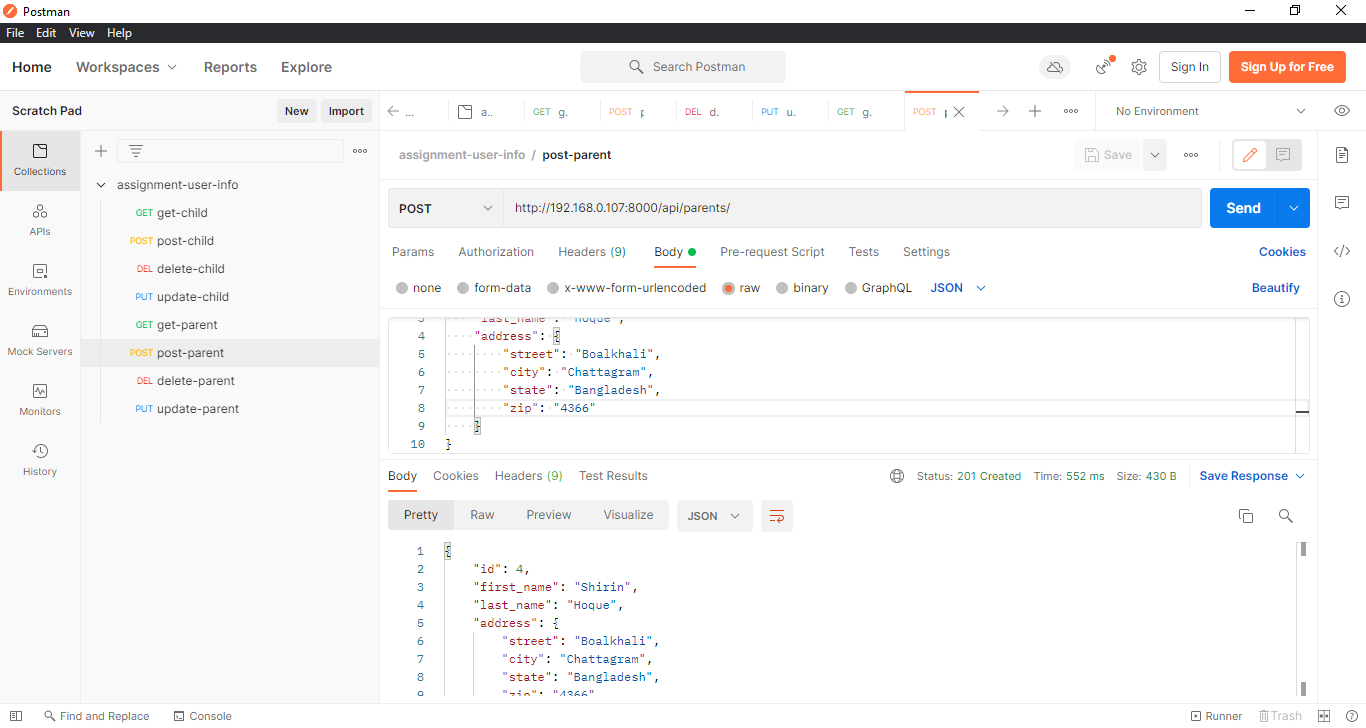 Postman
File Edit View Help
Home Workspaces Reports Explore Search Postman Sign In Sign Up for Free
Scratch Pad New Import
... a.. GET g. POST p DEL d. PUT u. GET g. POST No Environment
Collections
APIs
Environments
Mock Servers
Monitors
History
assignment-user-info
GET get-child
POST post-child
DEL delete-child
PUT update-child
GET get-parent
POST post-parent
DEL delete-parent
PUT update-parent
assignment-user-info / post-parent Save
POST http://192.168.0.107:8000/api/parents/ Send
Params Authorization Headers (9) Body Pre-request Script Tests Settings Cookies
none form-data x-www-form-urlencoded raw binary GraphQL JSON Beautify
3 "last_name": "Hoque",
4 "address": {
5 "street": "Boalkhali",
6 "city": "Chattagram",
7 "state": "Bangladesh",
8 "zip": "4366"
9 }
10 }
Body Cookies Headers (9) Test Results Status: 201 Created Time: 552 ms Size: 430 B Save Response
Pretty Raw Preview Visualize JSON
1 {
2 "id": 4,
3 "first_name": "Shirin",
4 "last_name": "Hoque",
5 "address": {
6 "street": "Boalkhali",
7 "city": "Chattagram",
8 "state": "Bangladesh",
9 "zip": "4366"
Find and Replace Console Runner Trash